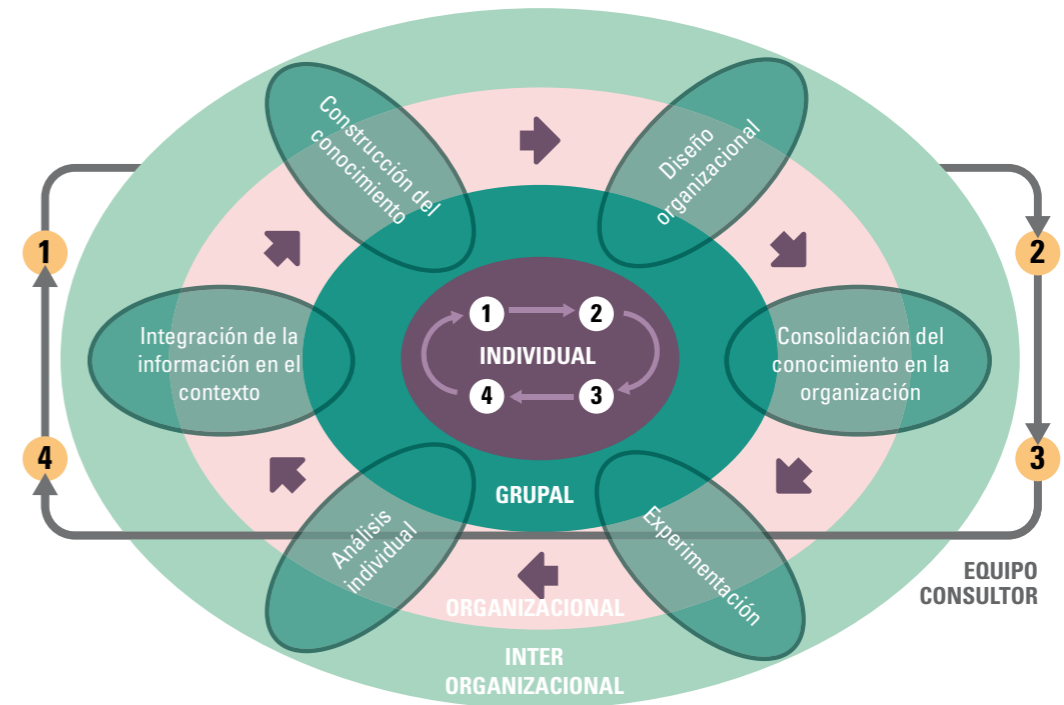 Construcción del
conocimiento
Diseño
organizacional
1
2
Integración de la
información en el
contexto
1
2
INDIVIDUAL
4
3
Consolidación del
conocimiento en la
organización
4
3
GRUPAL
Análisis
individual
Experimentación
EQUIPO
CONSULTOR
ORGANIZACIONAL
INTER
ORGANIZACIONAL